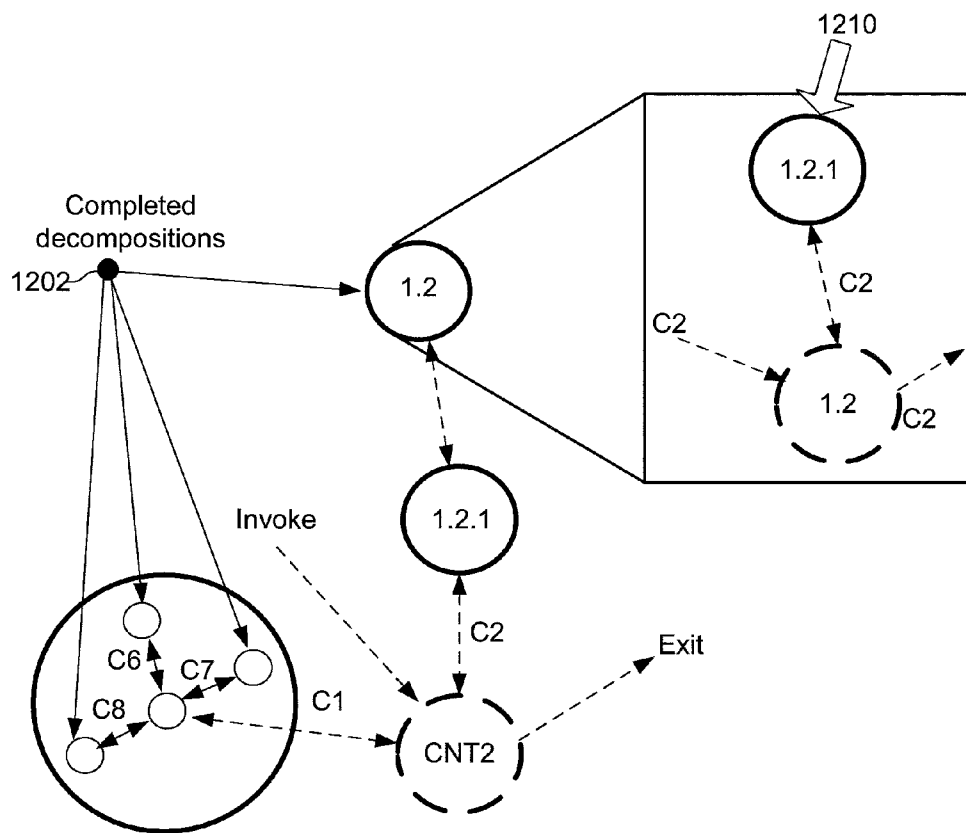 1210
1.2.1
Completed
decompositions
1202
1.2
C2
C2
1.2
C2
1.2.1
Invoke
C2
Exit
C6
C7
C1
C8
CNT2